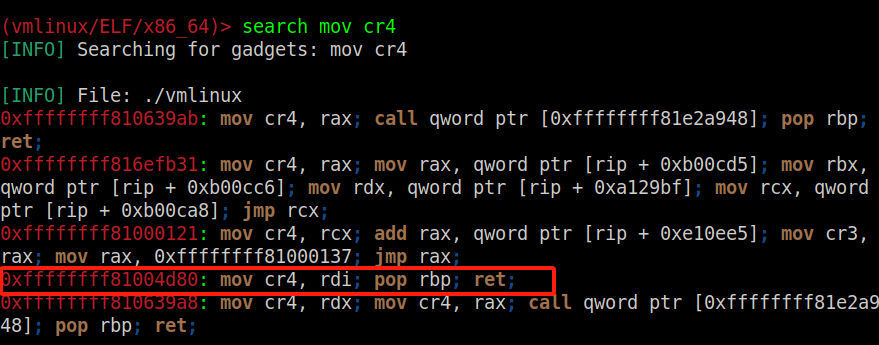 (vmlinux/ELF/x86_64)> search mov cr4
[INFO] Searching for gadgets: mov cr4
[INFO] File: ./vmlinux
0xffffffff810639ab: mov cr4, rax; call qword ptr [0xffffffff81e2a948]; pop rbp;
ret;
0xffffffff816efb31: mov cr4, rax; mov rax, qword ptr [rip + 0xb00cd5]; mov rbx,
qword ptr [rip + 0xb00cc6]; mov rdx, qword ptr [rip + 0xa129bf]; mov rcx, qword
ptr [rip + 0xb00ca8]; jmp rcx;
0xffffffff81000121: mov cr4, rcx; add rax, qword ptr [rip + 0xe10ee5]; mov cr3,
rax; mov rax, 0xffffffff81000137; jmp rax;
0xffffffff81004d80: mov cr4, rdi; pop rbp; ret;
0xffffffff810639a8: mov cr4, rdx; mov cr4, rax; call qword ptr [0xffffffff81e2a9
48]; pop rbp; ret;